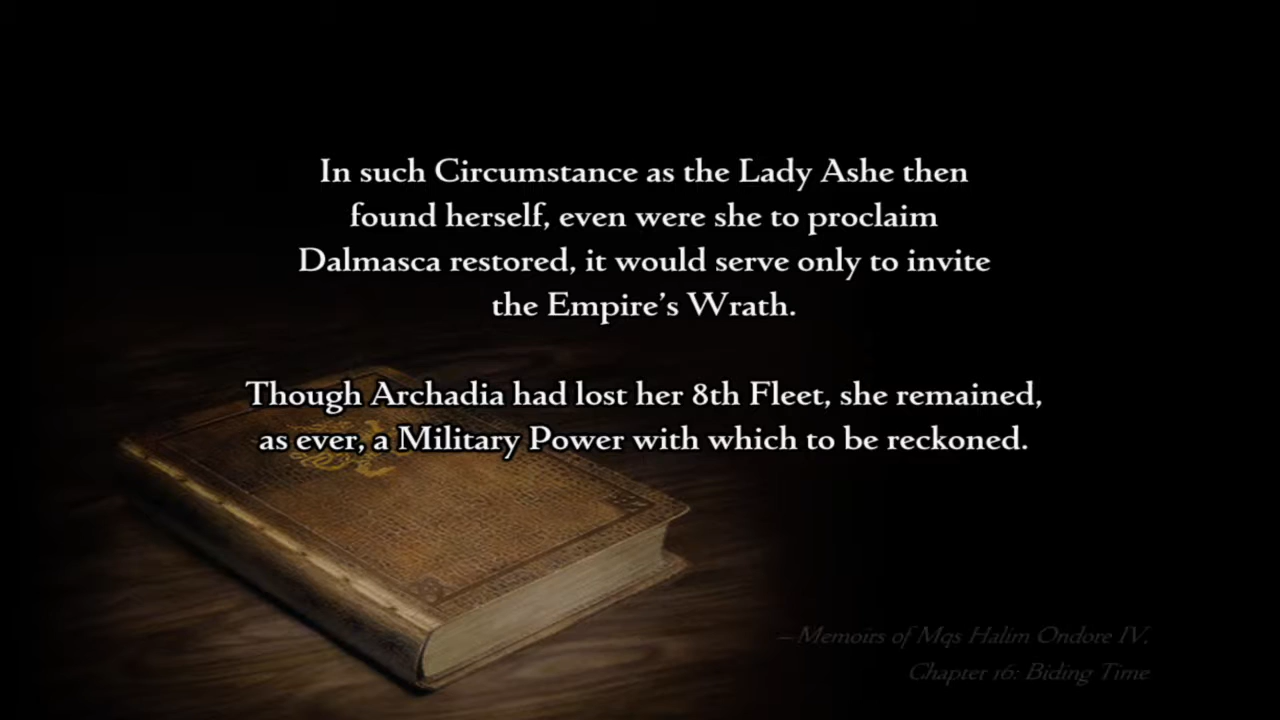 In such Circumstance as the Lady Ashe then
found herself, even were she to proclaim
Dalmasca restored, it would serve only to invite
the Empire’s Wrath.
Though Archadia had lost her 8th Fleet, she remained,
as ever, a Military Power with which to be reckoned.
—Memoirs of Mqs Halim Ondore IV,
Chapter 16: Biding Time